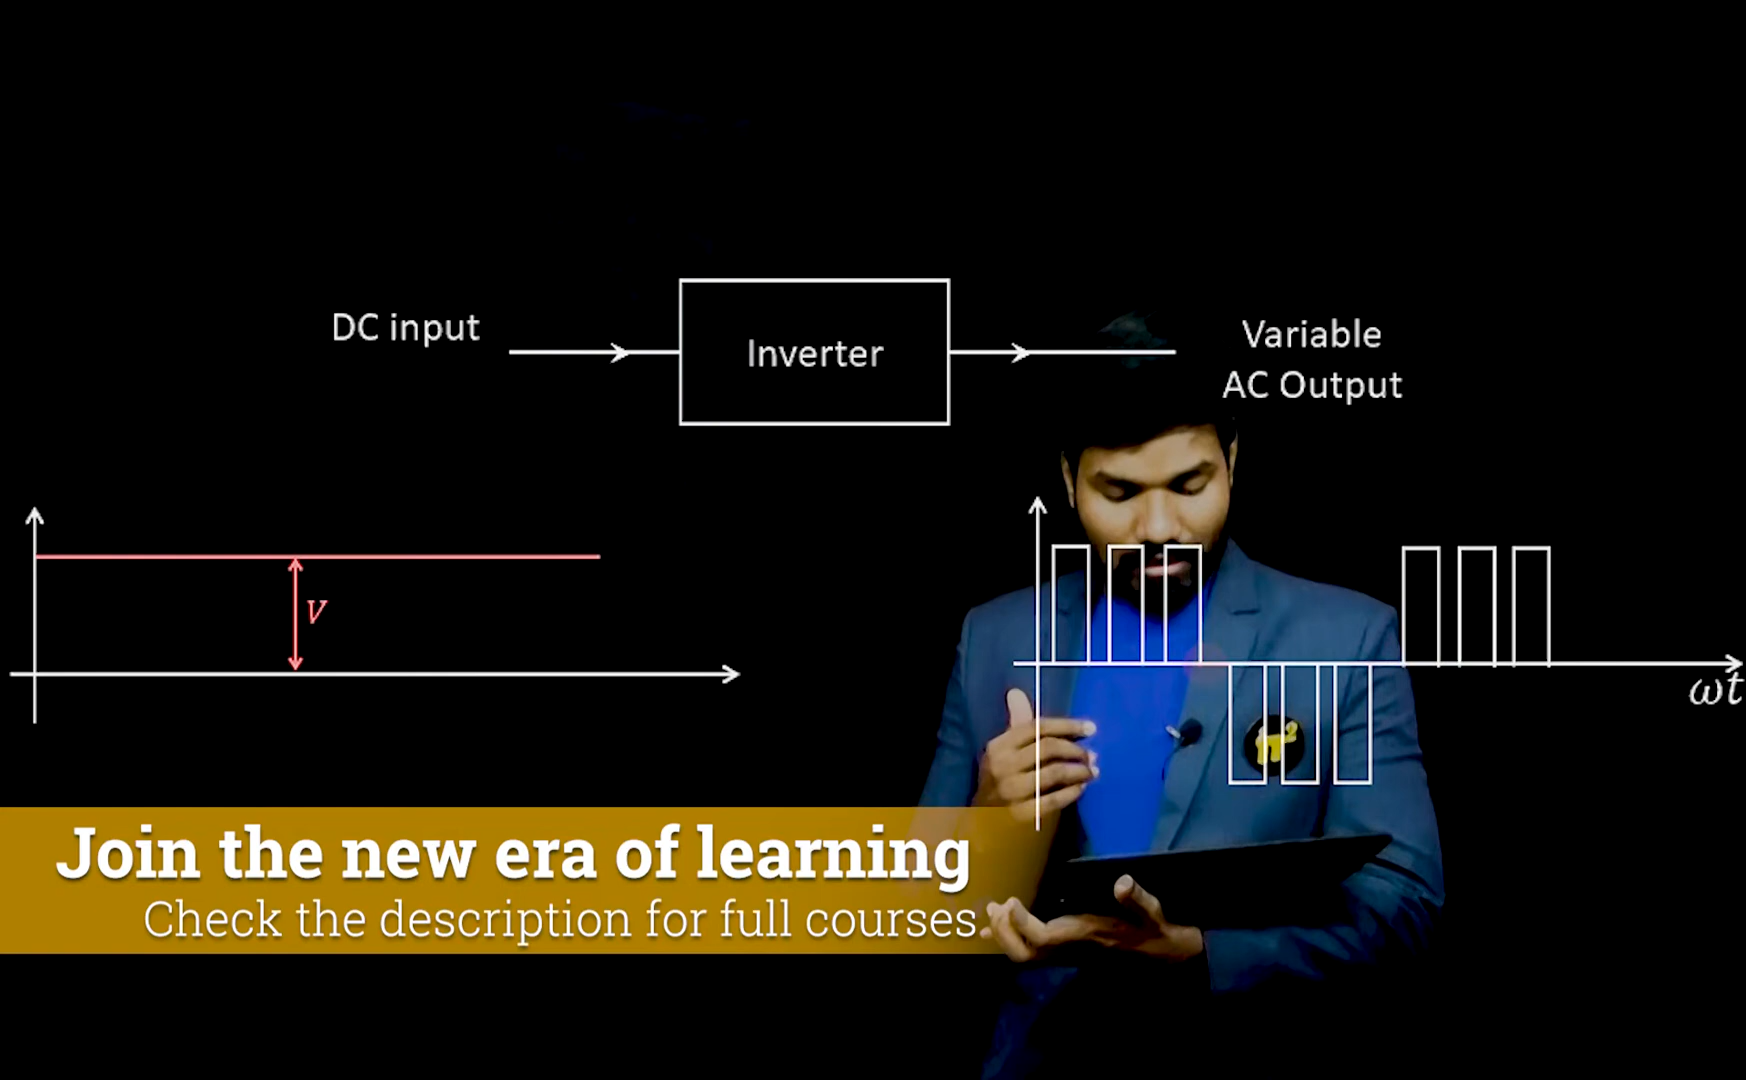 DC input
Inverter
Variable
AC Output
V
ωt
π²
Join the new era of learning
Check the description for full courses